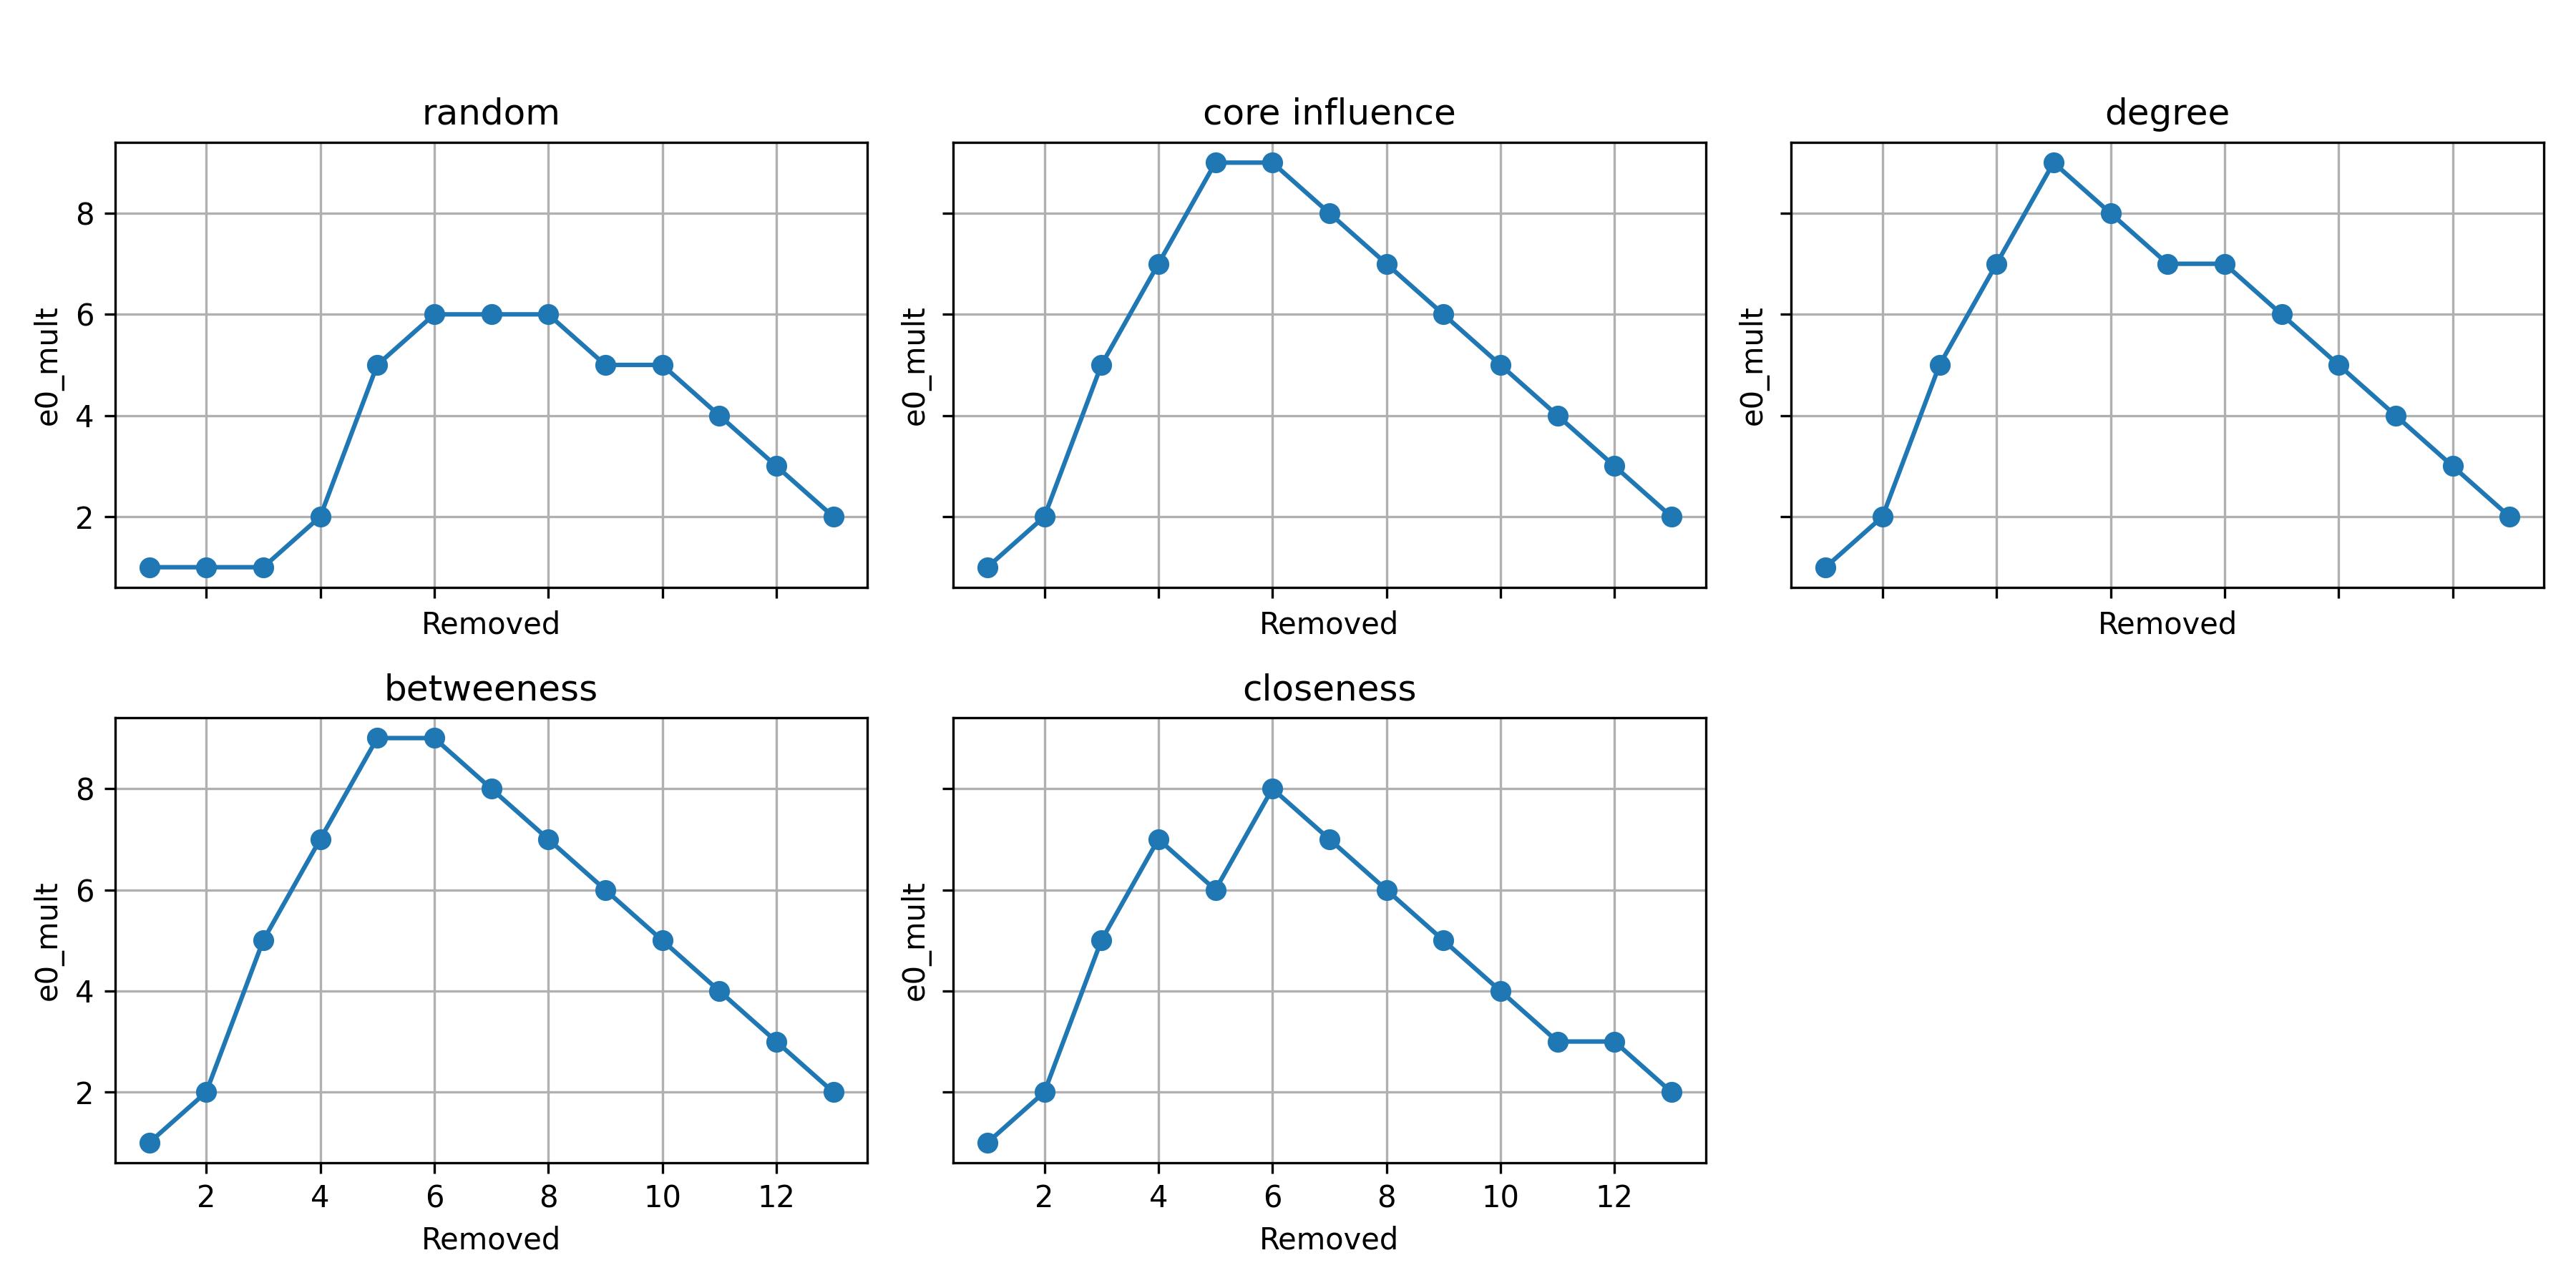 random
core influence
degree
8
6
4
2
e0_mult
e0_mult
e0_mult
Removed
Removed
Removed
betweeness
closeness
8
6
4
2
e0_mult
e0_mult
2 4 6 8 10 12
2 4 6 8 10 12
Removed
Removed